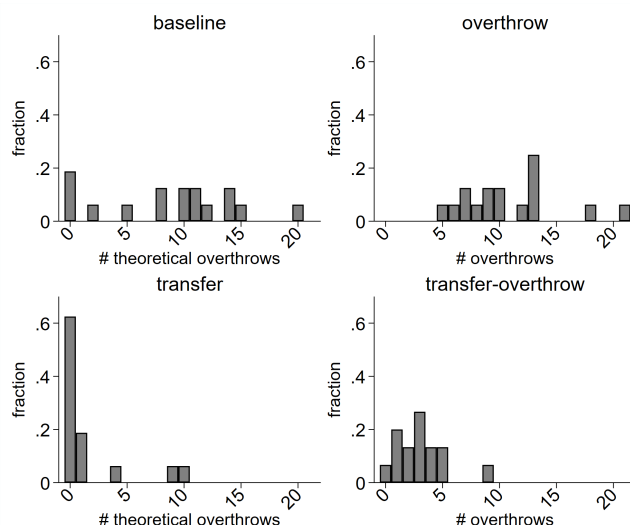 baseline
fraction
.6
.4
.2
0
0 5 10 15 20
# theoretical overthrows
overthrow
fraction
.6
.4
.2
0
0 5 10 15 20
# overthrows
transfer
fraction
.6
.4
.2
0
0 5 10 15 20
# theoretical overthrows
transfer-overthrow
fraction
.6
.4
.2
0
0 5 10 15 20
# overthrows